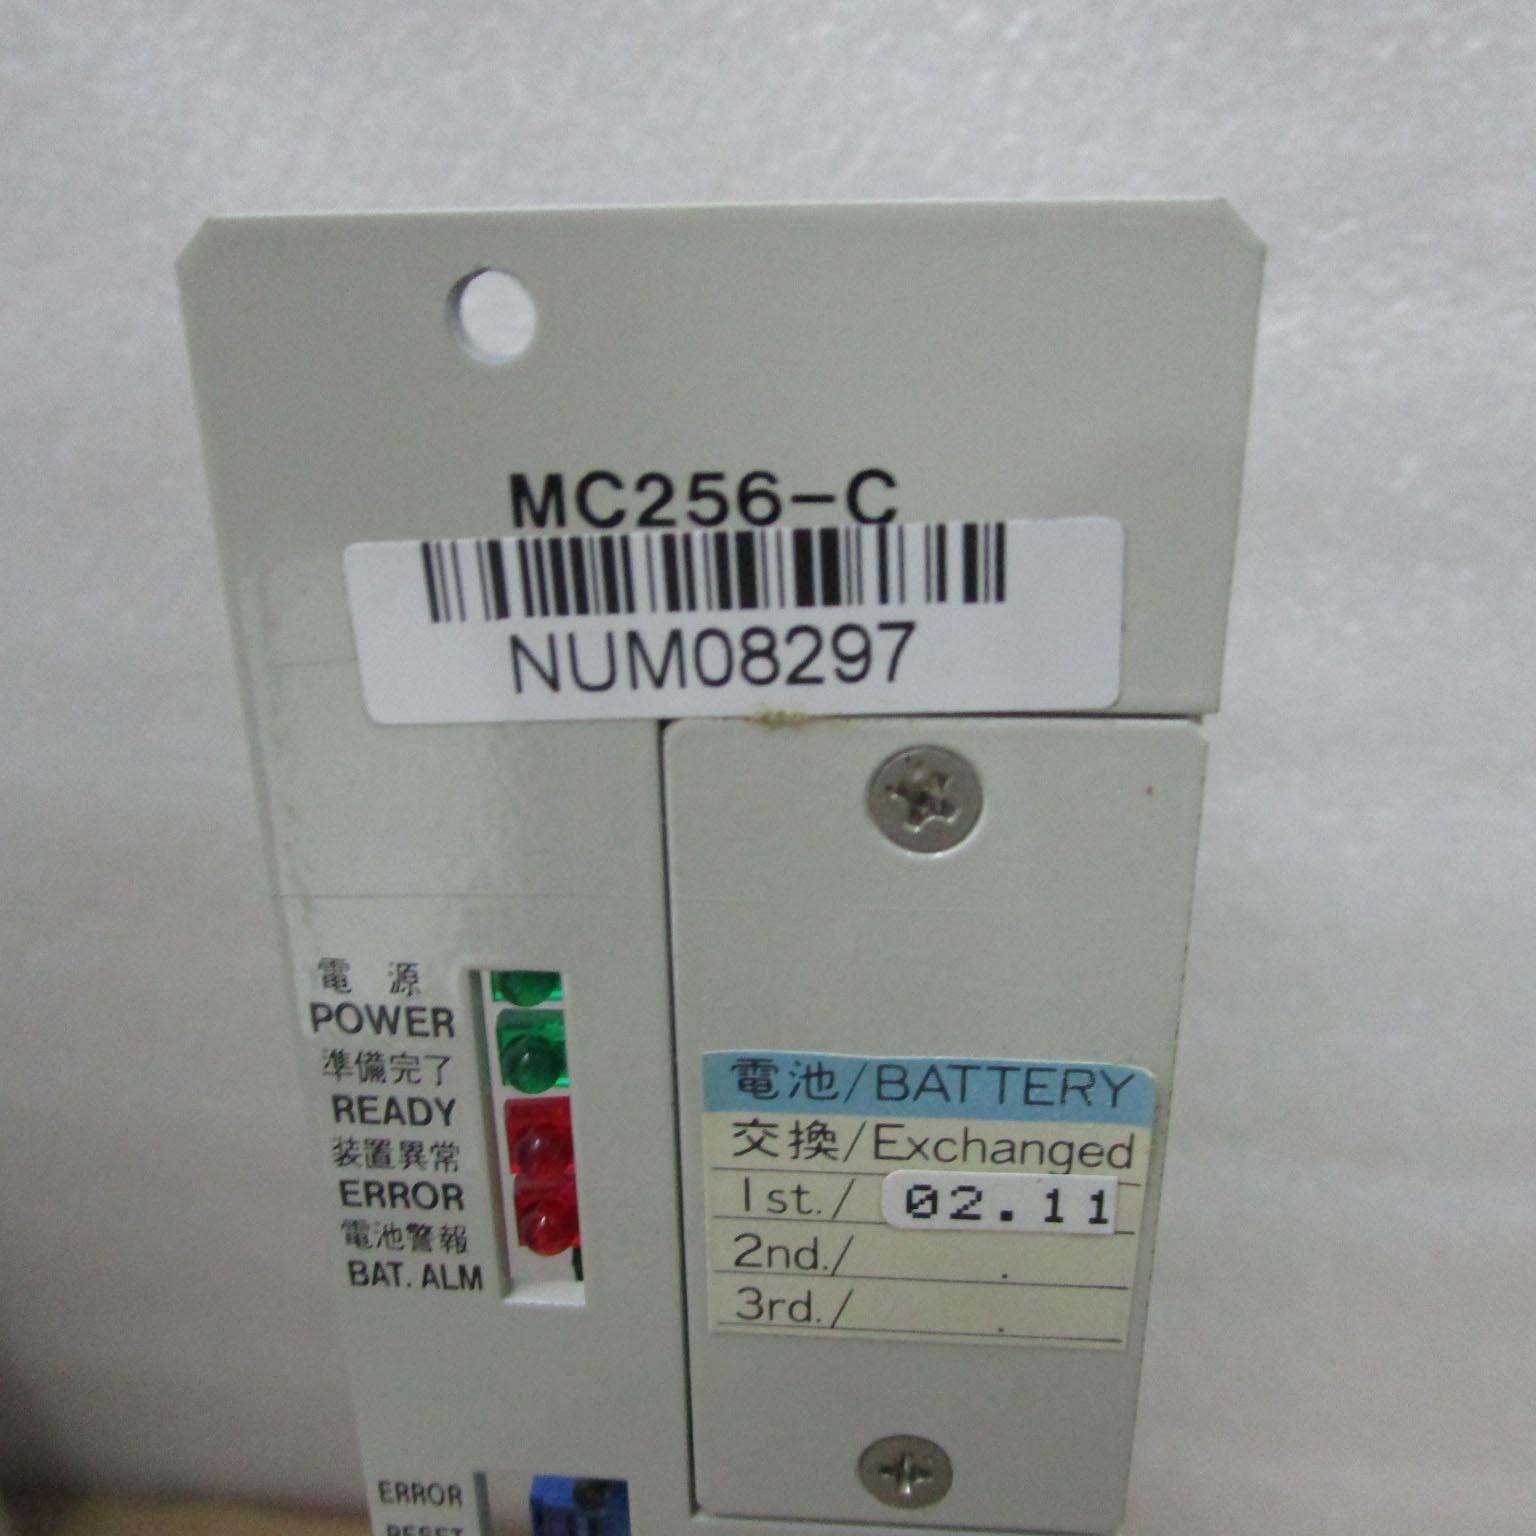 MC256-C
NUM08297
電 源
POWER
準備完了
READY
装置異常
ERROR
電池警報
BAT. ALM
電池/BATTERY
交換/Exchanged
1st./ 02.11
2nd./ .
3rd./ .
ERROR
RESET